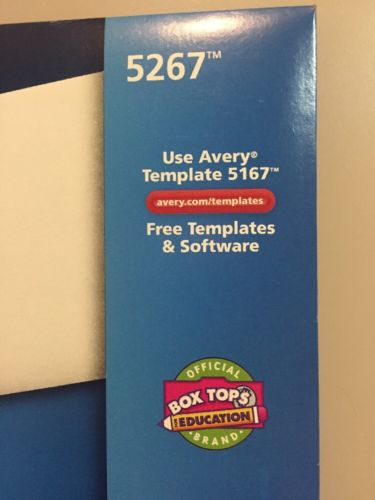 5267™
Use Avery®
Template 5167™
avery.com/templates
Free Templates
& Software
OFFICIAL
BOX TOPS
FOR EDUCATION
BRAND